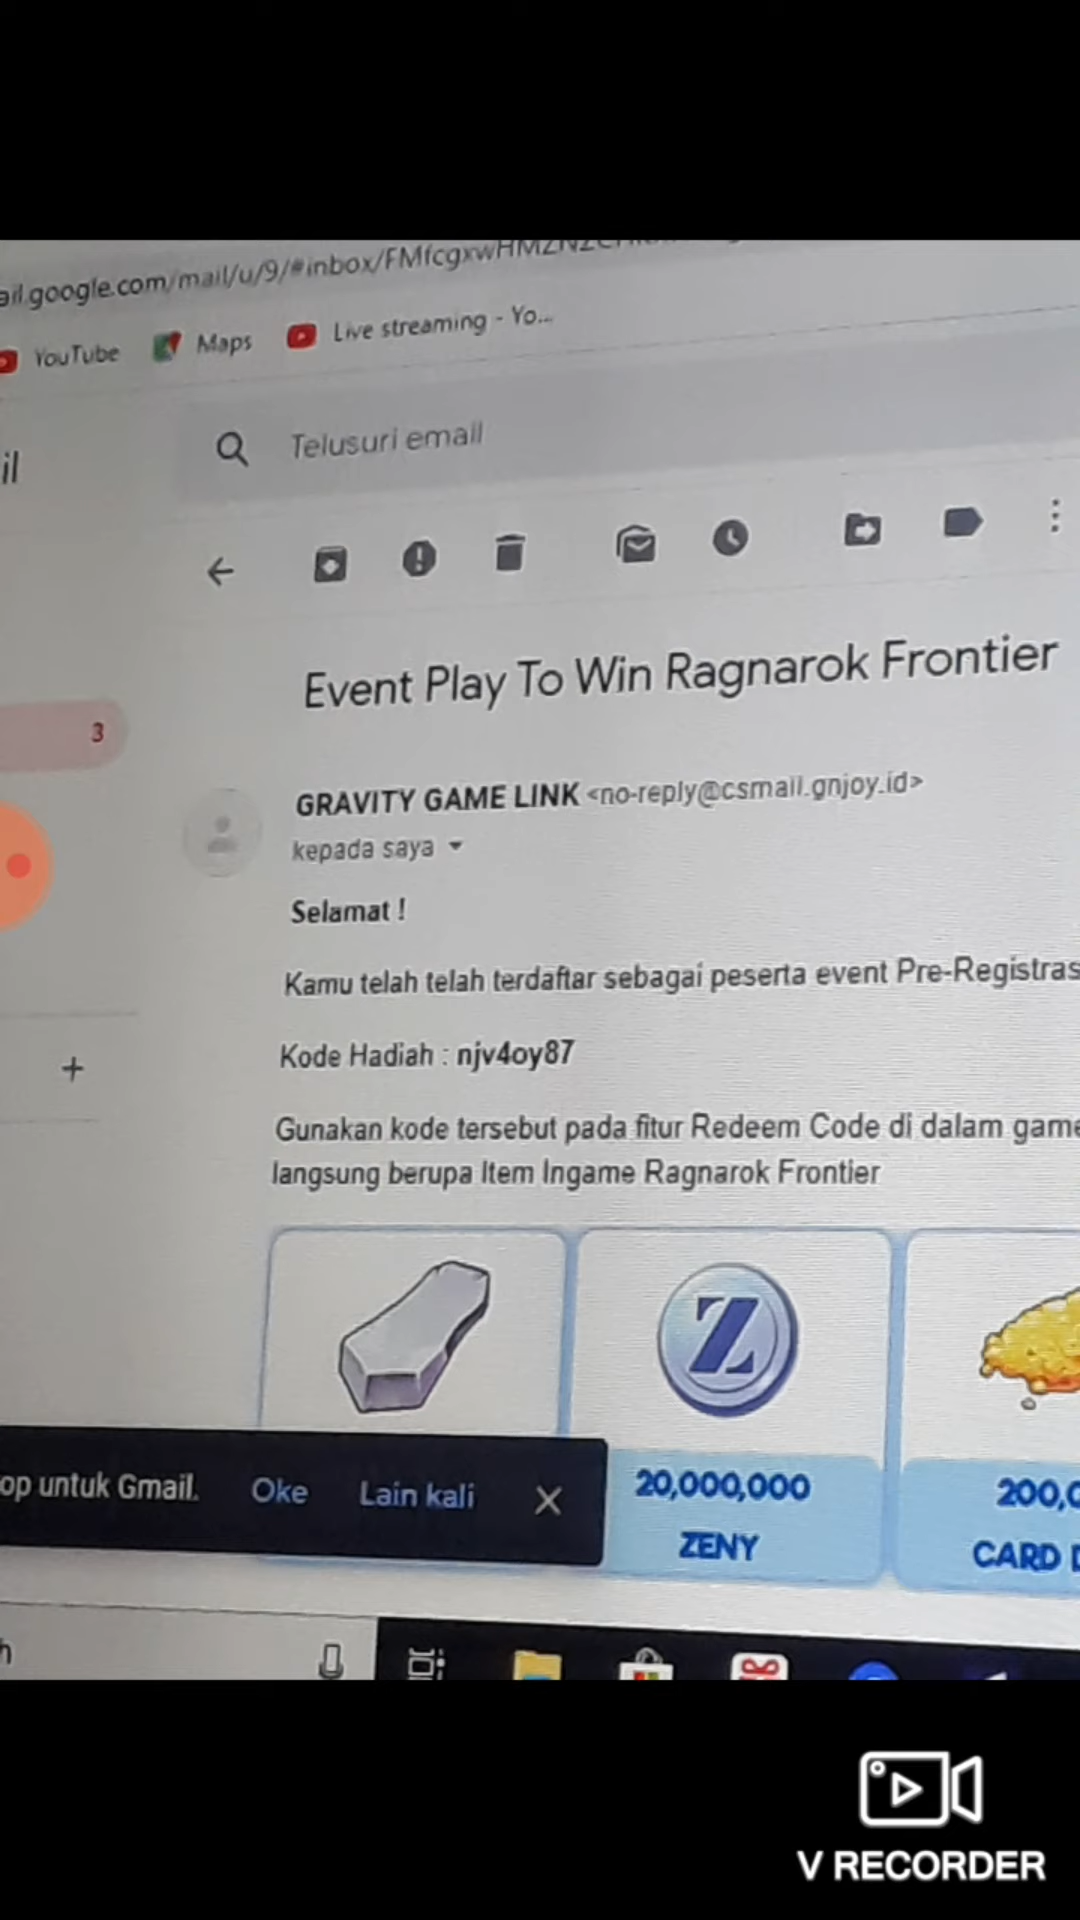 ail.google.com/mail/u/9/#inbox/
YouTube Maps Live streaming - Yo...
il
Telusuri email
Event Play To Win Ragnarok Frontier
3
GRAVITY GAME LINK <no-reply@csmail.gnjoy.id>
kepada saya
Selamat !
Kamu telah telah terdaftar sebagai peserta event Pre-Registras
+
Kode Hadiah : njv4oy87
Gunakan kode tersebut pada fitur Redeem Code di dalam game
langsung berupa Item Ingame Ragnarok Frontier
Z
op untuk Gmail. Oke Lain kali
20,000,000
ZENY
200,
CARD
V RECORDER